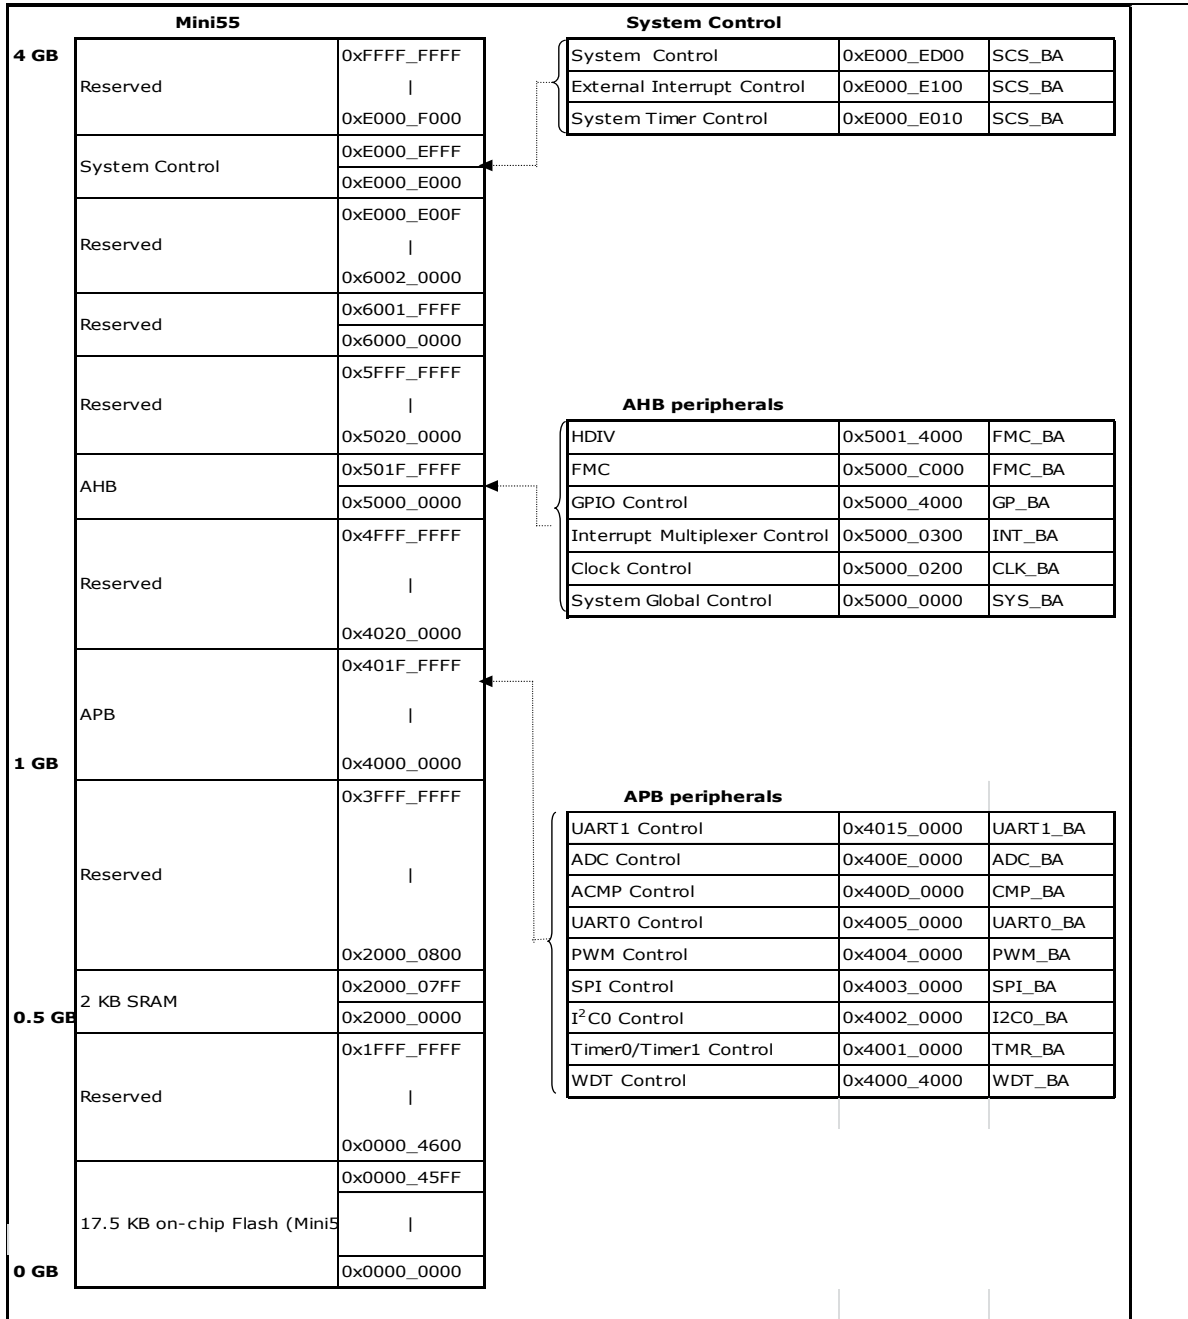 Mini55 System Control
4 GB
Reserved
0xFFFF_FFFF
|
0xE000_F000
System Control
0xE000_EFFF
0xE000_E000
Reserved
0xE000_E00F
|
0x6002_0000
Reserved
0x6001_FFFF
0x6000_0000
Reserved
0x5FFF_FFFF
|
0x5020_0000
AHB
0x501F_FFFF
0x5000_0000
Reserved
0x4FFF_FFFF
|
0x4020_0000
APB
0x401F_FFFF
|
1 GB
0x4000_0000
Reserved
0x3FFF_FFFF
|
0x2000_0800
2 KB SRAM
0x2000_07FF
0.5 GB
0x2000_0000
Reserved
0x1FFF_FFFF
|
0x0000_4600
17.5 KB on-chip Flash (Mini5
0x0000_45FF
|
0 GB
0x0000_0000
System Control 0xE000_ED00 SCS_BA
External Interrupt Control 0xE000_E100 SCS_BA
System Timer Control 0xE000_E010 SCS_BA
AHB peripherals
HDIV 0x5001_4000 FMC_BA
FMC 0x5000_C000 FMC_BA
GPIO Control 0x5000_4000 GP_BA
Interrupt Multiplexer Control 0x5000_0300 INT_BA
Clock Control 0x5000_0200 CLK_BA
System Global Control 0x5000_0000 SYS_BA
APB peripherals
UART1 Control 0x4015_0000 UART1_BA
ADC Control 0x400E_0000 ADC_BA
ACMP Control 0x400D_0000 CMP_BA
UART0 Control 0x4005_0000 UART0_BA
PWM Control 0x4004_0000 PWM_BA
SPI Control 0x4003_0000 SPI_BA
I²C0 Control 0x4002_0000 I2C0_BA
Timer0/Timer1 Control 0x4001_0000 TMR_BA
WDT Control 0x4000_4000 WDT_BA